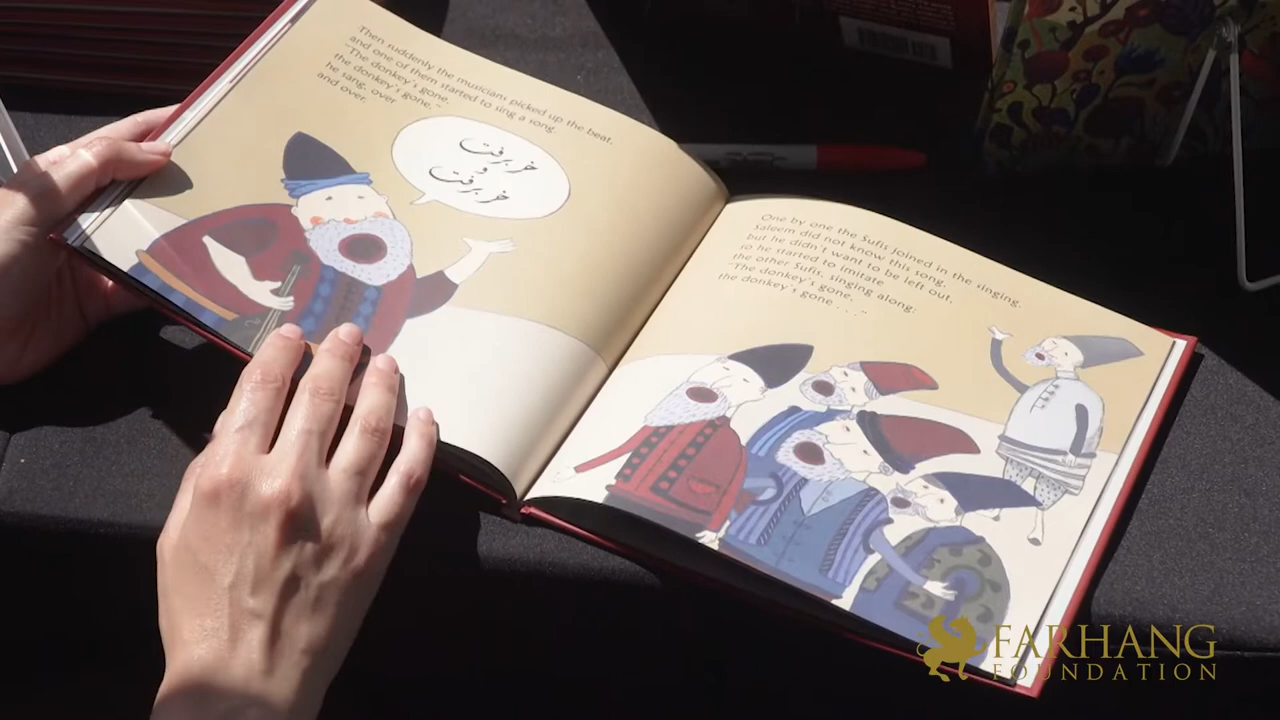 Then suddenly the musicians picked up the beat,
and one of them started to sing a song.
"The donkey's gone,
the donkey's gone,"
he sang, over
and over.
خر برفت
و
خر برفت
One by one the Sufis joined in the singing.
Saleem did not know this song,
but he didn't want to be left out,
so he started to imitate
the other Sufis, singing along:
"The donkey's gone,
the donkey's gone . . . ."
FARHANG
FOUNDATION